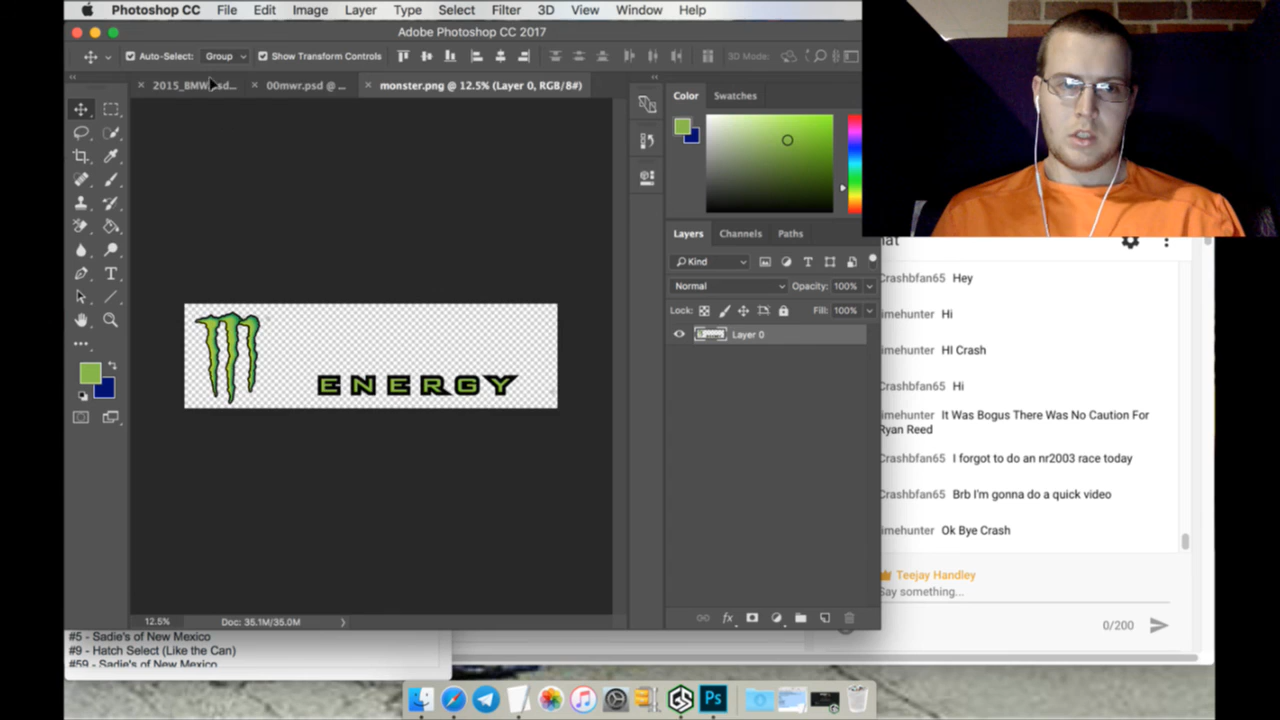 Photoshop CC File Edit Image Layer Type Select Filter 3D View Window Help
Adobe Photoshop CC 2017
Auto-Select: Group Show Transform Controls 3D Mode:
2015_BMW 00mwr.psd @ ... monster.png @ 12.5% (Layer 0, RGB/8#)
Color Swatches
Layers Channels Paths
Kind
Normal Opacity: 100%
Lock: Fill: 100%
Layer 0
ENERGY
12.5% Doc: 35.1M/35.0M
Crashbfan65 Hey
imehunter Hi
imehunter HI Crash
Crashbfan65 Hi
imehunter It Was Bogus There Was No Caution For
Ryan Reed
Crashbfan65 I forgot to do an nr2003 race today
Crashbfan65 Brb I'm gonna do a quick video
imehunter Ok Bye Crash
Teejay Handley
Say something...
0/200
#5 - Sadie's of New Mexico
#9 - Hatch Select (Like the Can)
#59 - Sadie's of New Mexico
Ps